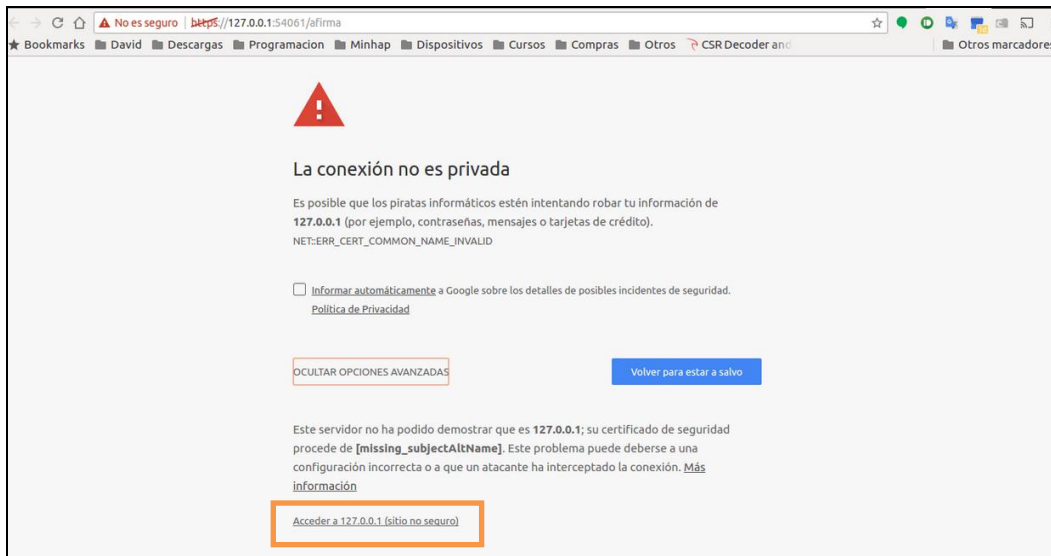 No es seguro | https://127.0.0.1:54061/afirma
Bookmarks David Descargas Programacion Minhap Dispositivos Cursos Compras Otros CSR Decoder and Otros marcadores
La conexión no es privada
Es posible que los piratas informáticos estén intentando robar tu información de
127.0.0.1 (por ejemplo, contraseñas, mensajes o tarjetas de crédito).
NET::ERR_CERT_COMMON_NAME_INVALID
Informar automáticamente a Google sobre los detalles de posibles incidentes de seguridad.
Política de Privacidad
OCULTAR OPCIONES AVANZADAS Volver para estar a salvo
Este servidor no ha podido demostrar que es 127.0.0.1; su certificado de seguridad
procede de [missing_subjectAltName]. Este problema puede deberse a una
configuración incorrecta o a que un atacante ha interceptado la conexión. Más
información
Acceder a 127.0.0.1 (sitio no seguro)